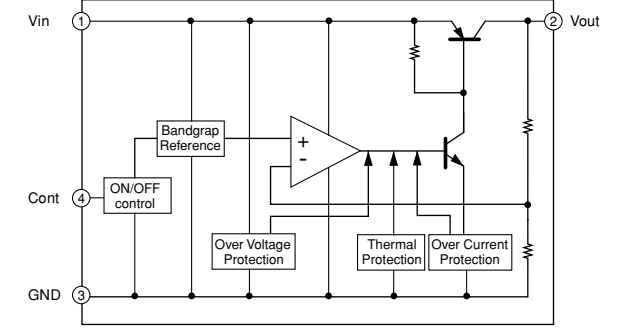 Vin
1
2
Vout
Bandgap
Reference
+
-
Cont
4
ON/OFF
control
Over Voltage
Protection
Thermal
Protection
Over Current
Protection
GND
3